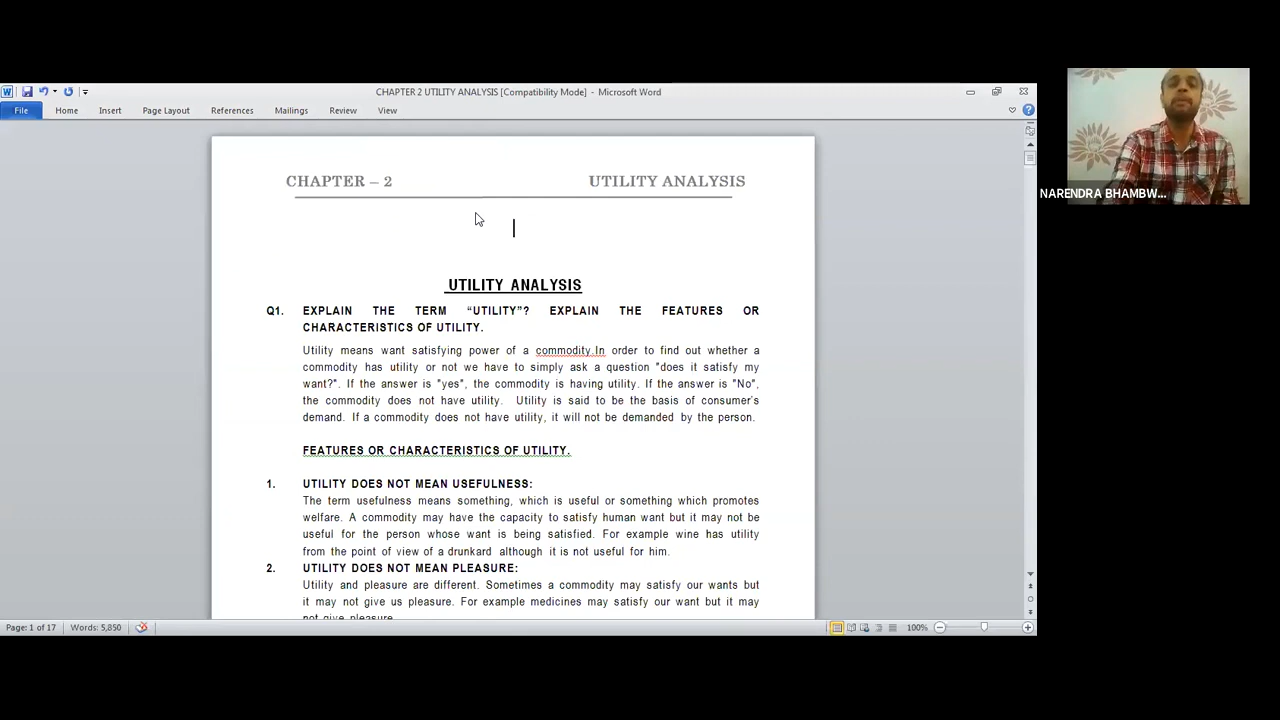 CHAPTER 2 UTILITY ANALYSIS [Compatibility Mode] - Microsoft Word
File Home Insert Page Layout References Mailings Review View
CHAPTER – 2 UTILITY ANALYSIS
NARENDRA BHAMBW...
UTILITY ANALYSIS
Q1. EXPLAIN THE TERM “UTILITY”? EXPLAIN THE FEATURES OR
CHARACTERISTICS OF UTILITY.
Utility means want satisfying power of a commodity.In order to find out whether a
commodity has utility or not we have to simply ask a question "does it satisfy my
want?". If the answer is "yes", the commodity is having utility. If the answer is "No",
the commodity does not have utility. Utility is said to be the basis of consumer's
demand. If a commodity does not have utility, it will not be demanded by the person.
FEATURES OR CHARACTERISTICS OF UTILITY.
1. UTILITY DOES NOT MEAN USEFULNESS:
The term usefulness means something, which is useful or something which promotes
welfare. A commodity may have the capacity to satisfy human want but it may not be
useful for the person whose want is being satisfied. For example wine has utility
from the point of view of a drunkard although it is not useful for him.
2. UTILITY DOES NOT MEAN PLEASURE:
Utility and pleasure are different. Sometimes a commodity may satisfy our wants but
it may not give us pleasure. For example medicines may satisfy our want but it may
not give pleasure.
Page: 1 of 17 Words: 5,850 100%